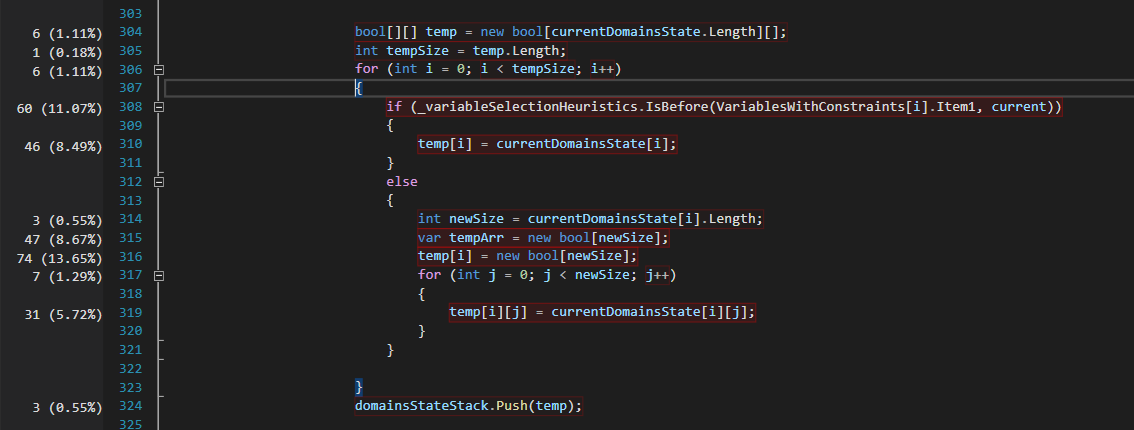 303
6 (1.11%) 304 bool[][] temp = new bool[currentDomainsState.Length][];
1 (0.18%) 305 int tempSize = temp.Length;
6 (1.11%) 306 for (int i = 0; i < tempSize; i++)
307 {
60 (11.07%) 308 if (_variableSelectionHeuristics.IsBefore(VariablesWithConstraints[i].Item1, current))
309 {
46 (8.49%) 310 temp[i] = currentDomainsState[i];
311 }
312 else
313 {
3 (0.55%) 314 int newSize = currentDomainsState[i].Length;
47 (8.67%) 315 var tempArr = new bool[newSize];
74 (13.65%) 316 temp[i] = new bool[newSize];
7 (1.29%) 317 for (int j = 0; j < newSize; j++)
318 {
31 (5.72%) 319 temp[i][j] = currentDomainsState[i][j];
320 }
321 }
322
323 }
3 (0.55%) 324 domainsStateStack.Push(temp);
325